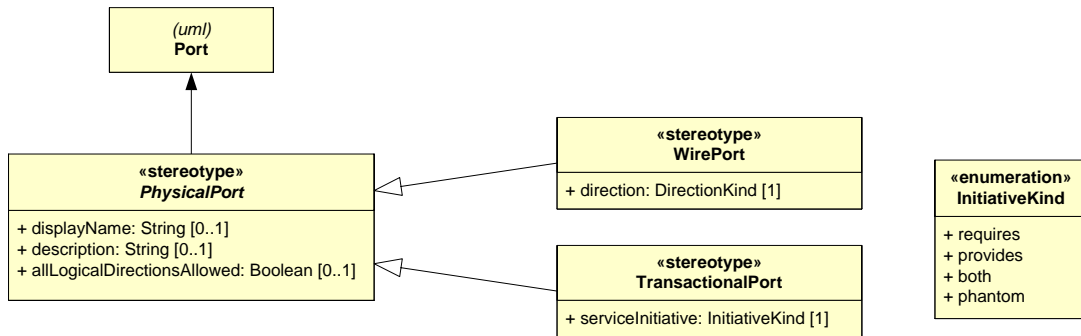 (uml)
Port
«stereotype»
PhysicalPort
+ displayName: String [0..1]
+ description: String [0..1]
+ allLogicalDirectionsAllowed: Boolean [0..1]
«stereotype»
WirePort
+ direction: DirectionKind [1]
«stereotype»
TransactionalPort
+ serviceInitiative: InitiativeKind [1]
«enumeration»
InitiativeKind
+ requires
+ provides
+ both
+ phantom